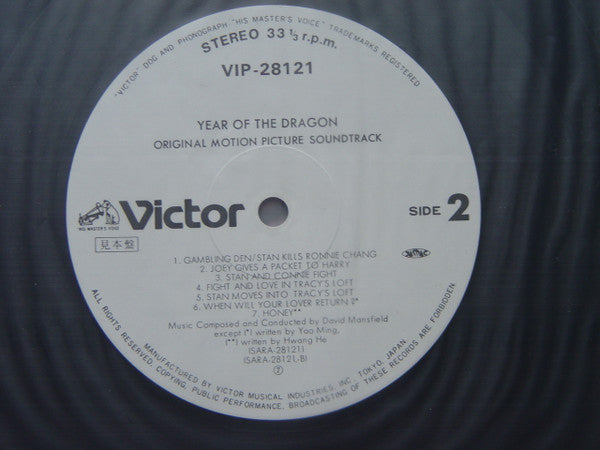 "VICTOR" DOG AND PHONOGRAPH "HIS MASTER'S VOICE" TRADEMARKS REGISTERED
STEREO 33 1/3 r.p.m.
VIP-28121
YEAR OF THE DRAGON
ORIGINAL MOTION PICTURE SOUNDTRACK
"HIS MASTER'S VOICE"
Victor
SIDE 2
見本盤
1. GAMBLING DEN/STAN KILLS RONNIE CHANG
2. JOEY GIVES A PACKET TO HARRY
3. STAN AND CONNIE FIGHT
4. FIGHT AND LOVE IN TRACY'S LOFT
5. STAN MOVES INTO TRACY'S LOFT
6. WHEN WILL YOUR LOVER RETURN?*
7. HONEY**
Music Composed and Conducted by David Mansfield
except (*) written by Yao Ming,
(**) written by Hwang He
(SARA-28121)
(SARA-28121-B)
ALL RIGHTS RESERVED. MANUFACTURED BY VICTOR MUSICAL INDUSTRIES, INC. TOKYO, JAPAN
COPYING, PUBLIC PERFORMANCE, BROADCASTING OF THESE RECORDS ARE FORBIDDEN